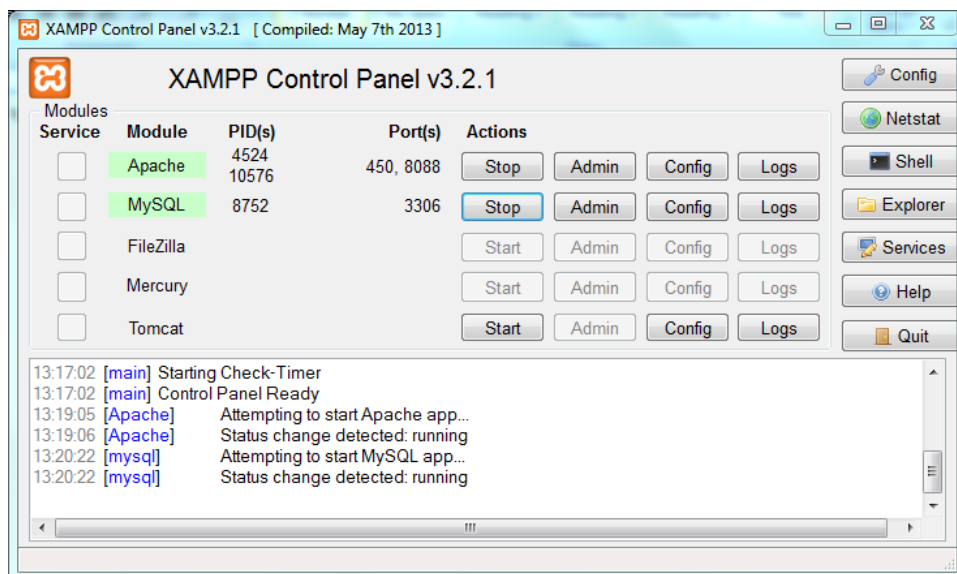 XAMPP Control Panel v3.2.1 [ Compiled: May 7th 2013 ]
XAMPP Control Panel v3.2.1
Config
Modules
Service Module PID(s) Port(s) Actions
Netstat
Apache 4524 10576 450, 8088 Stop Admin Config Logs
Shell
MySQL 8752 3306 Stop Admin Config Logs
Explorer
FileZilla Start Admin Config Logs
Services
Mercury Start Admin Config Logs
Help
Tomcat Start Admin Config Logs
Quit
13:17:02 [main] Starting Check-Timer
13:17:02 [main] Control Panel Ready
13:19:05 [Apache] Attempting to start Apache app...
13:19:06 [Apache] Status change detected: running
13:20:22 [mysql] Attempting to start MySQL app...
13:20:22 [mysql] Status change detected: running